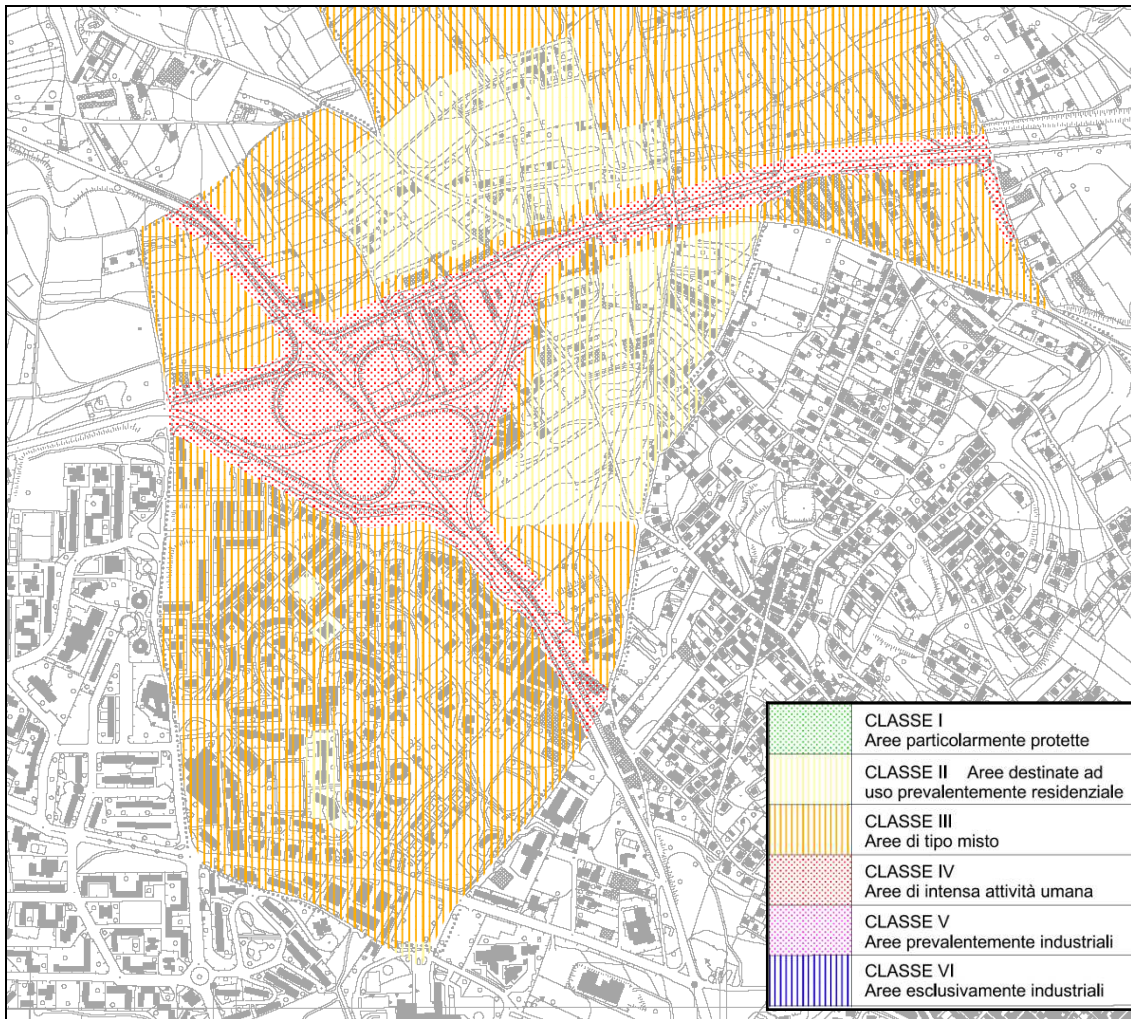 CLASSE I
Aree particolarmente protette
CLASSE II Aree destinate ad
uso prevalentemente residenziale
CLASSE III
Aree di tipo misto
CLASSE IV
Aree di intensa attività umana
CLASSE V
Aree prevalentemente industriali
CLASSE VI
Aree esclusivamente industriali